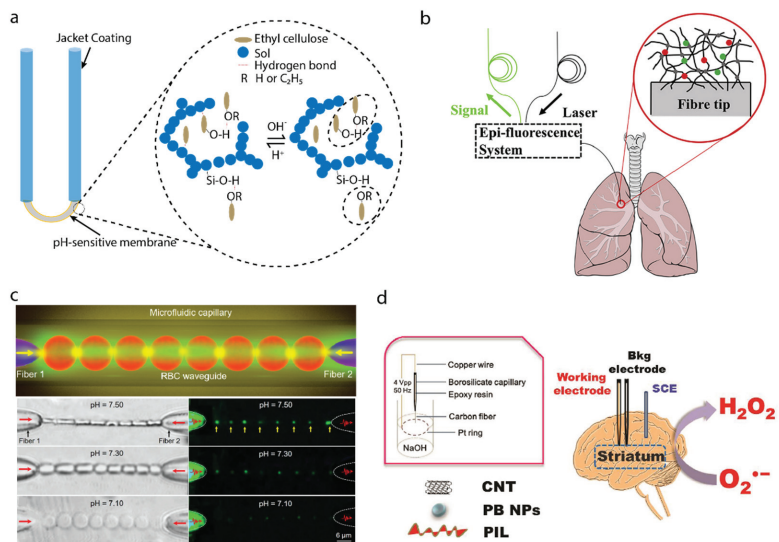 a
Jacket Coating
pH-sensitive membrane
Ethyl cellulose
Sol
Hydrogen bond
R H or C₂H₅
OR
OR
O-H
OH⁻
H⁺
OR
O-H
Si-O-H
OR
Si-O-H
OR
b
Signal
Laser
Epi-fluorescence
System
Fibre tip
c
Microfluidic capillary
Fiber 1
RBC waveguide
Fiber 2
pH = 7.50
pH = 7.50
Fiber 1
Fiber 2
pH = 7.30
pH = 7.30
pH = 7.10
pH = 7.10
6 μm
d
4 Vpp
50 Hz
Copper wire
Borosilicate capillary
Epoxy resin
Carbon fiber
Pt ring
NaOH
CNT
PB NPs
PIL
Bkg
electrode
Working
electrode
SCE
Striatum
H₂O₂
O₂•−